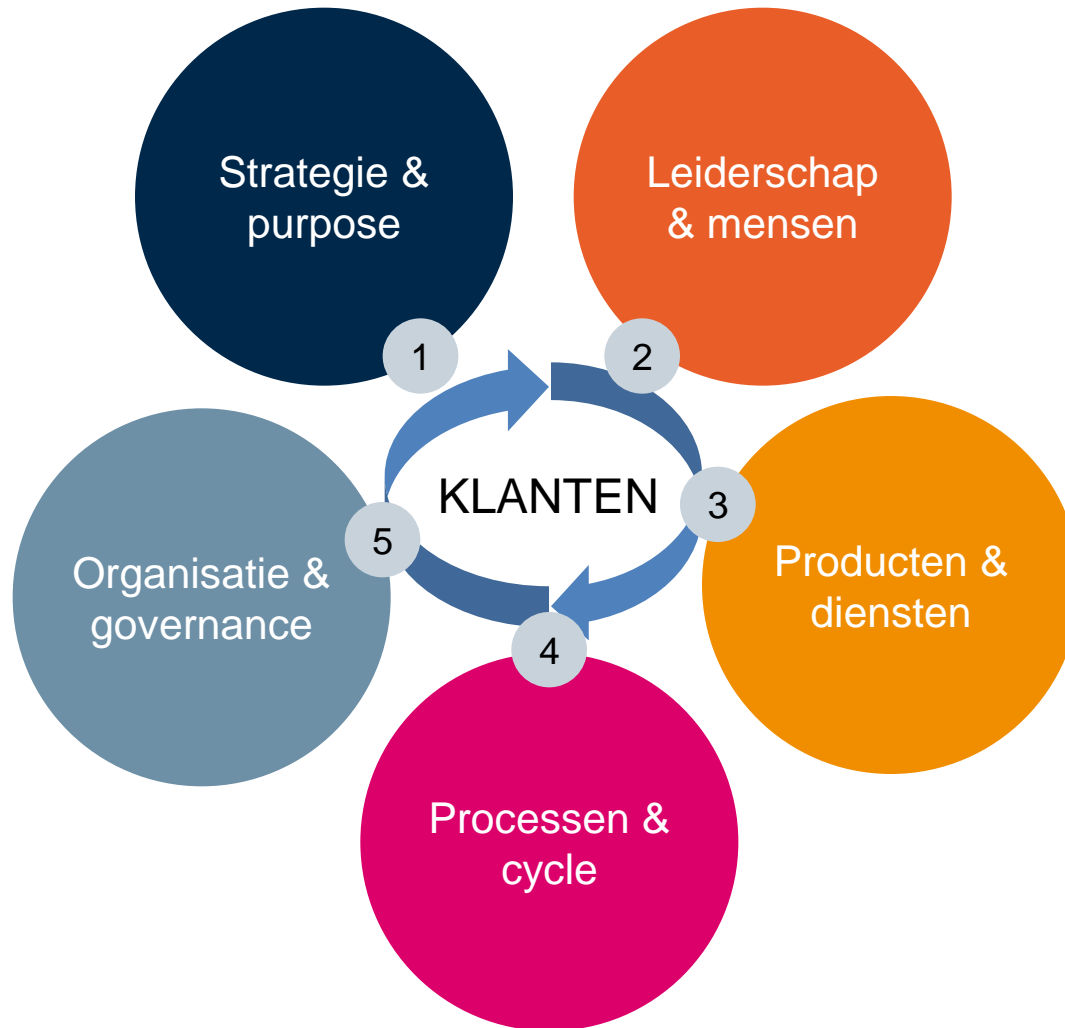 Strategie &
purpose
1
Leiderschap
& mensen
2
KLANTEN
3
Producten &
diensten
4
Processen &
cycle
5
Organisatie &
governance